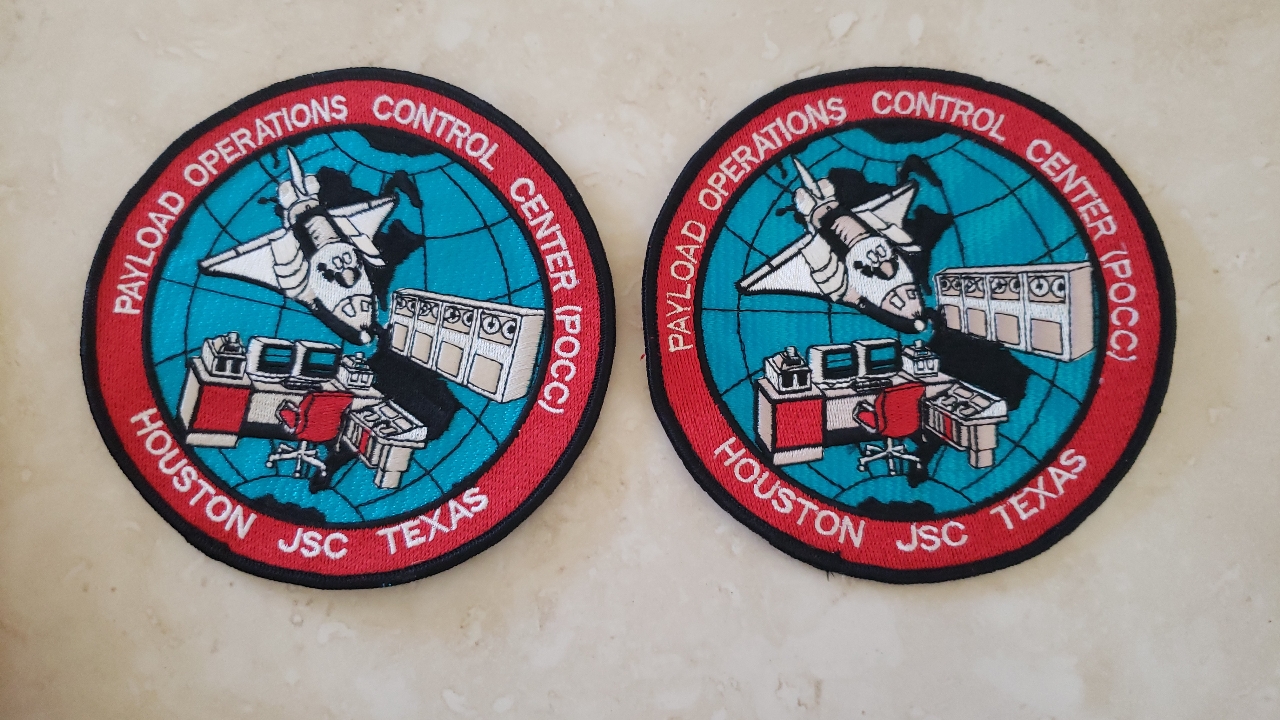 PAYLOAD OPERATIONS CONTROL CENTER (POCC)
HOUSTON JSC TEXAS
PAYLOAD OPERATIONS CONTROL CENTER (POCC)
HOUSTON JSC TEXAS